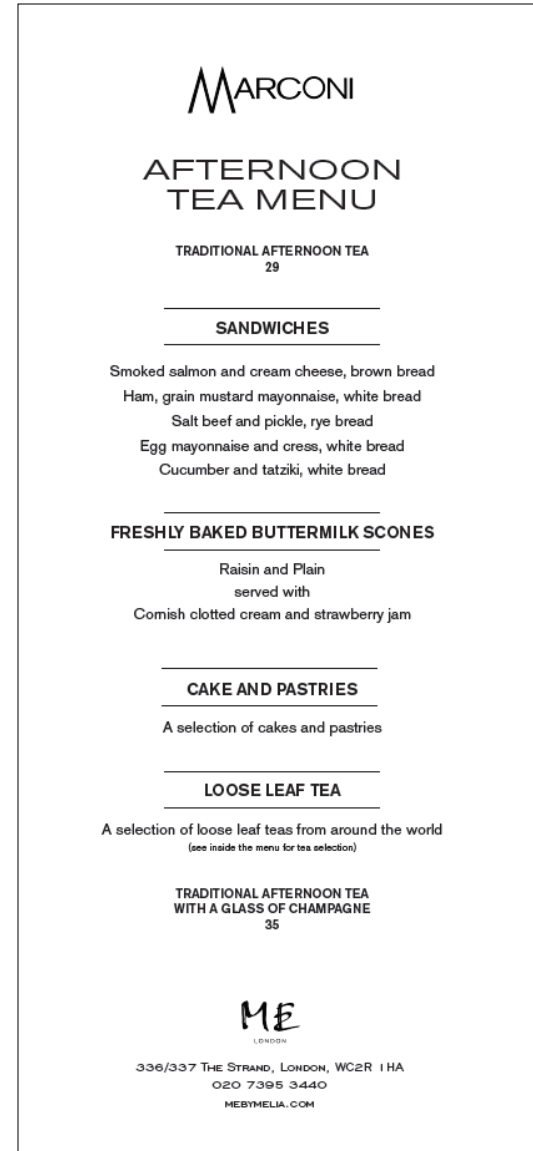 MARCONI
AFTERNOON
TEA MENU
TRADITIONAL AFTERNOON TEA
29
SANDWICHES
Smoked salmon and cream cheese, brown bread
Ham, grain mustard mayonnaise, white bread
Salt beef and pickle, rye bread
Egg mayonnaise and cress, white bread
Cucumber and tatziki, white bread
FRESHLY BAKED BUTTERMILK SCONES
Raisin and Plain
served with
Cornish clotted cream and strawberry jam
CAKE AND PASTRIES
A selection of cakes and pastries
LOOSE LEAF TEA
A selection of loose leaf teas from around the world
(see inside the menu for tea selection)
TRADITIONAL AFTERNOON TEA
WITH A GLASS OF CHAMPAGNE
35
ME
LONDON
336/337 THE STRAND, LONDON, WC2R 1HA
020 7395 3440
MEBYMELIA.COM